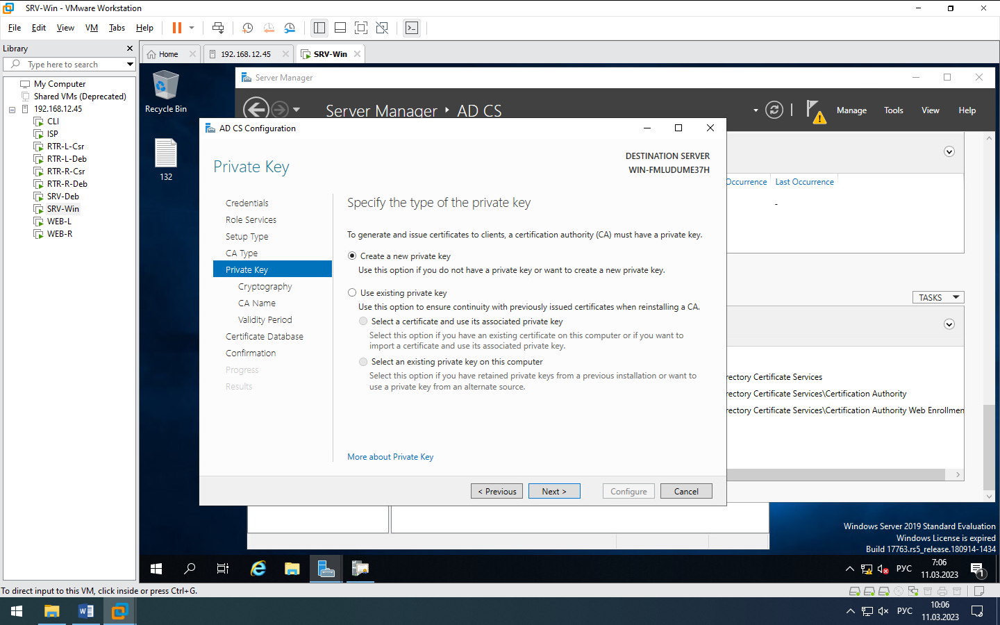 SRV-Win - VMware Workstation
File Edit View VM Tabs Help
Library
Type here to search
My Computer
Shared VMs (Deprecated)
192.168.12.45
CLI
ISP
RTR-L-Csr
RTR-L-Deb
RTR-R-Csr
RTR-R-Deb
SRV-Deb
SRV-Win
WEB-L
WEB-R
Home
192.168.12.45
SRV-Win
Recycle Bin
132
Server Manager
Server Manager AD CS
Manage Tools View Help
AD CS Configuration
Private Key
DESTINATION SERVER
WIN-FMLUDUME37H
Credentials
Role Services
Setup Type
CA Type
Private Key
Cryptography
CA Name
Validity Period
Certificate Database
Confirmation
Progress
Results
Specify the type of the private key
To generate and issue certificates to clients, a certification authority (CA) must have a private key.
Create a new private key
Use this option if you do not have a private key or want to create a new private key.
Use existing private key
Use this option to ensure continuity with previously issued certificates when reinstalling a CA.
Select a certificate and use its associated private key
Select this option if you have an existing certificate on this computer or if you want to
import a certificate and use its associated private key.
Select an existing private key on this computer
Select this option if you have retained private keys from a previous installation or want to
use a private key from an alternate source.
More about Private Key
< Previous Next > Configure Cancel
Occurrence Last Occurrence
-
TASKS
rectory Certificate Services
rectory Certificate Services\Certification Authority
rectory Certificate Services\Certification Authority Web Enrollmen
Windows Server 2019 Standard Evaluation
Windows License is expired
Build 17763.rs5_release.180914-1434
РУС
7:06
11.03.2023
1
To direct input to this VM, click inside or press Ctrl+G.
РУС
10:06
11.03.2023